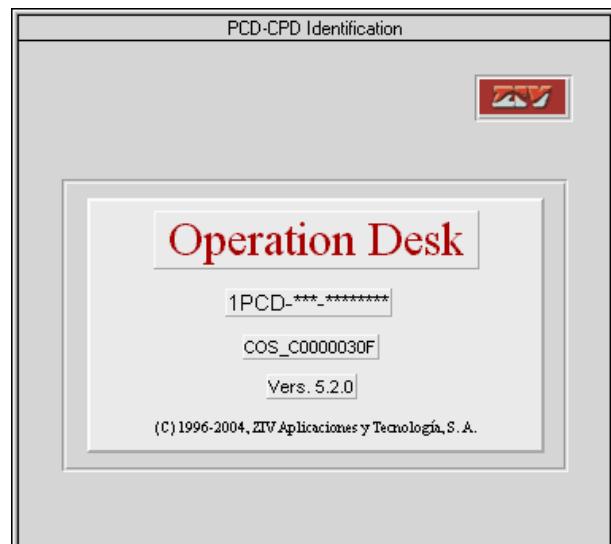 PCD-CPD Identification
ZIV
Operation Desk
1PCD-***-********
COS_C0000030F
Vers. 5.2.0
(C) 1996-2004, ZIV Aplicaciones y Tecnología, S. A.